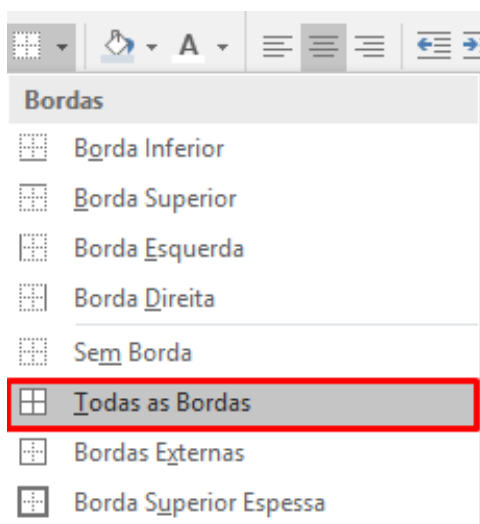 A
Bordas
Borda Inferior
Borda Superior
Borda Esquerda
Borda Direita
Sem Borda
Todas as Bordas
Bordas Externas
Borda Superior Espessa